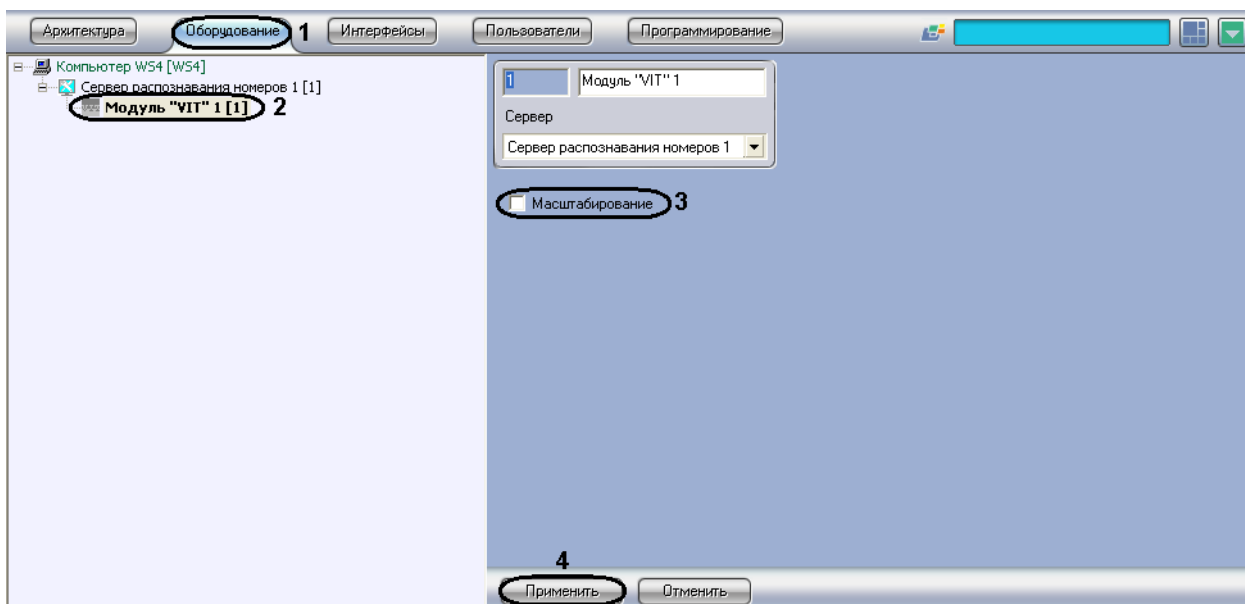 Архитектура Оборудование 1 Интерфейсы Пользователи Программирование
Компьютер WS4 [WS4]
Сервер распознавания номеров 1 [1]
Модуль "VIT" 1 [1] 2
1 Модуль "VIT" 1
Сервер
Сервер распознавания номеров 1
Масштабирование 3
4
Применить Отменить